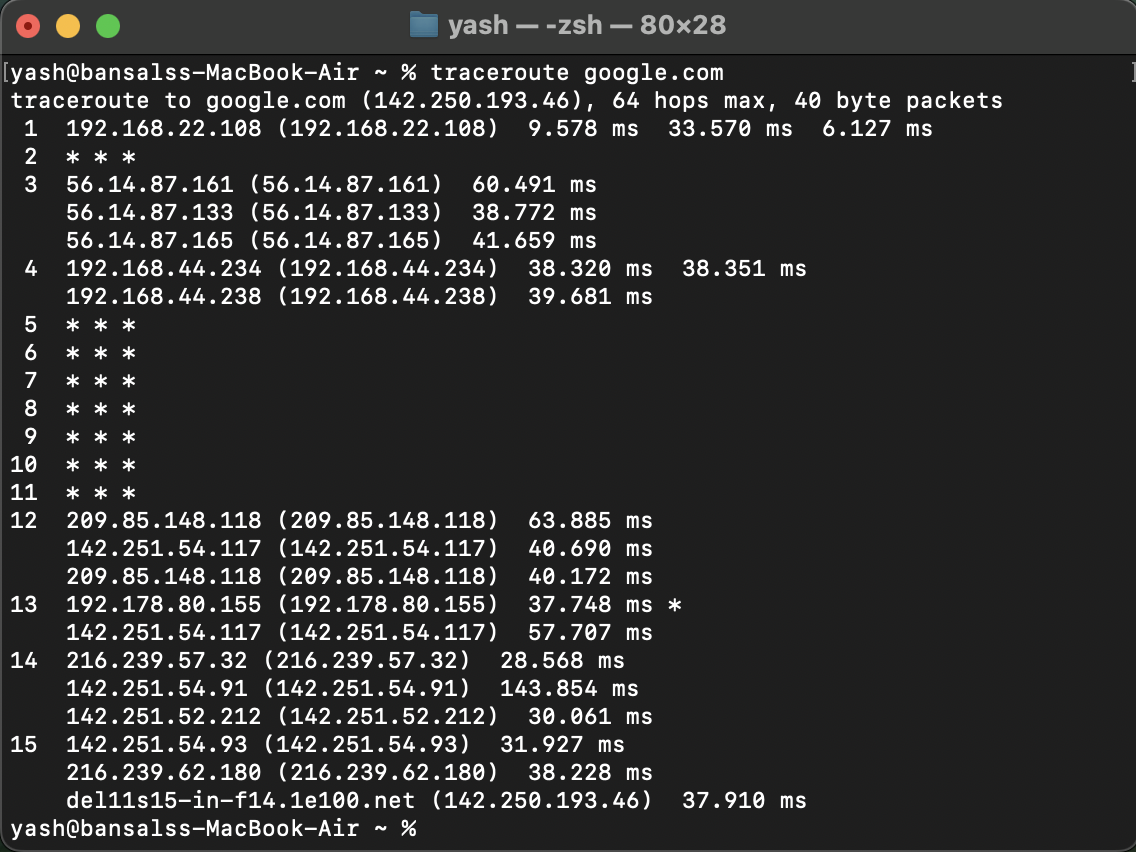 yash — -zsh — 80×28
yash@bansalss-MacBook-Air ~ % traceroute google.com
traceroute to google.com (142.250.193.46), 64 hops max, 40 byte packets
 1  192.168.22.108 (192.168.22.108)  9.578 ms  33.570 ms  6.127 ms
 2  * * *
 3  56.14.87.161 (56.14.87.161)  60.491 ms
    56.14.87.133 (56.14.87.133)  38.772 ms
    56.14.87.165 (56.14.87.165)  41.659 ms
 4  192.168.44.234 (192.168.44.234)  38.320 ms  38.351 ms
    192.168.44.238 (192.168.44.238)  39.681 ms
 5  * * *
 6  * * *
 7  * * *
 8  * * *
 9  * * *
10  * * *
11  * * *
12  209.85.148.118 (209.85.148.118)  63.885 ms
    142.251.54.117 (142.251.54.117)  40.690 ms
    209.85.148.118 (209.85.148.118)  40.172 ms
13  192.178.80.155 (192.178.80.155)  37.748 ms *
    142.251.54.117 (142.251.54.117)  57.707 ms
14  216.239.57.32 (216.239.57.32)  28.568 ms
    142.251.54.91 (142.251.54.91)  143.854 ms
    142.251.52.212 (142.251.52.212)  30.061 ms
15  142.251.54.93 (142.251.54.93)  31.927 ms
    216.239.62.180 (216.239.62.180)  38.228 ms
    del11s15-in-f14.1e100.net (142.250.193.46)  37.910 ms
yash@bansalss-MacBook-Air ~ %